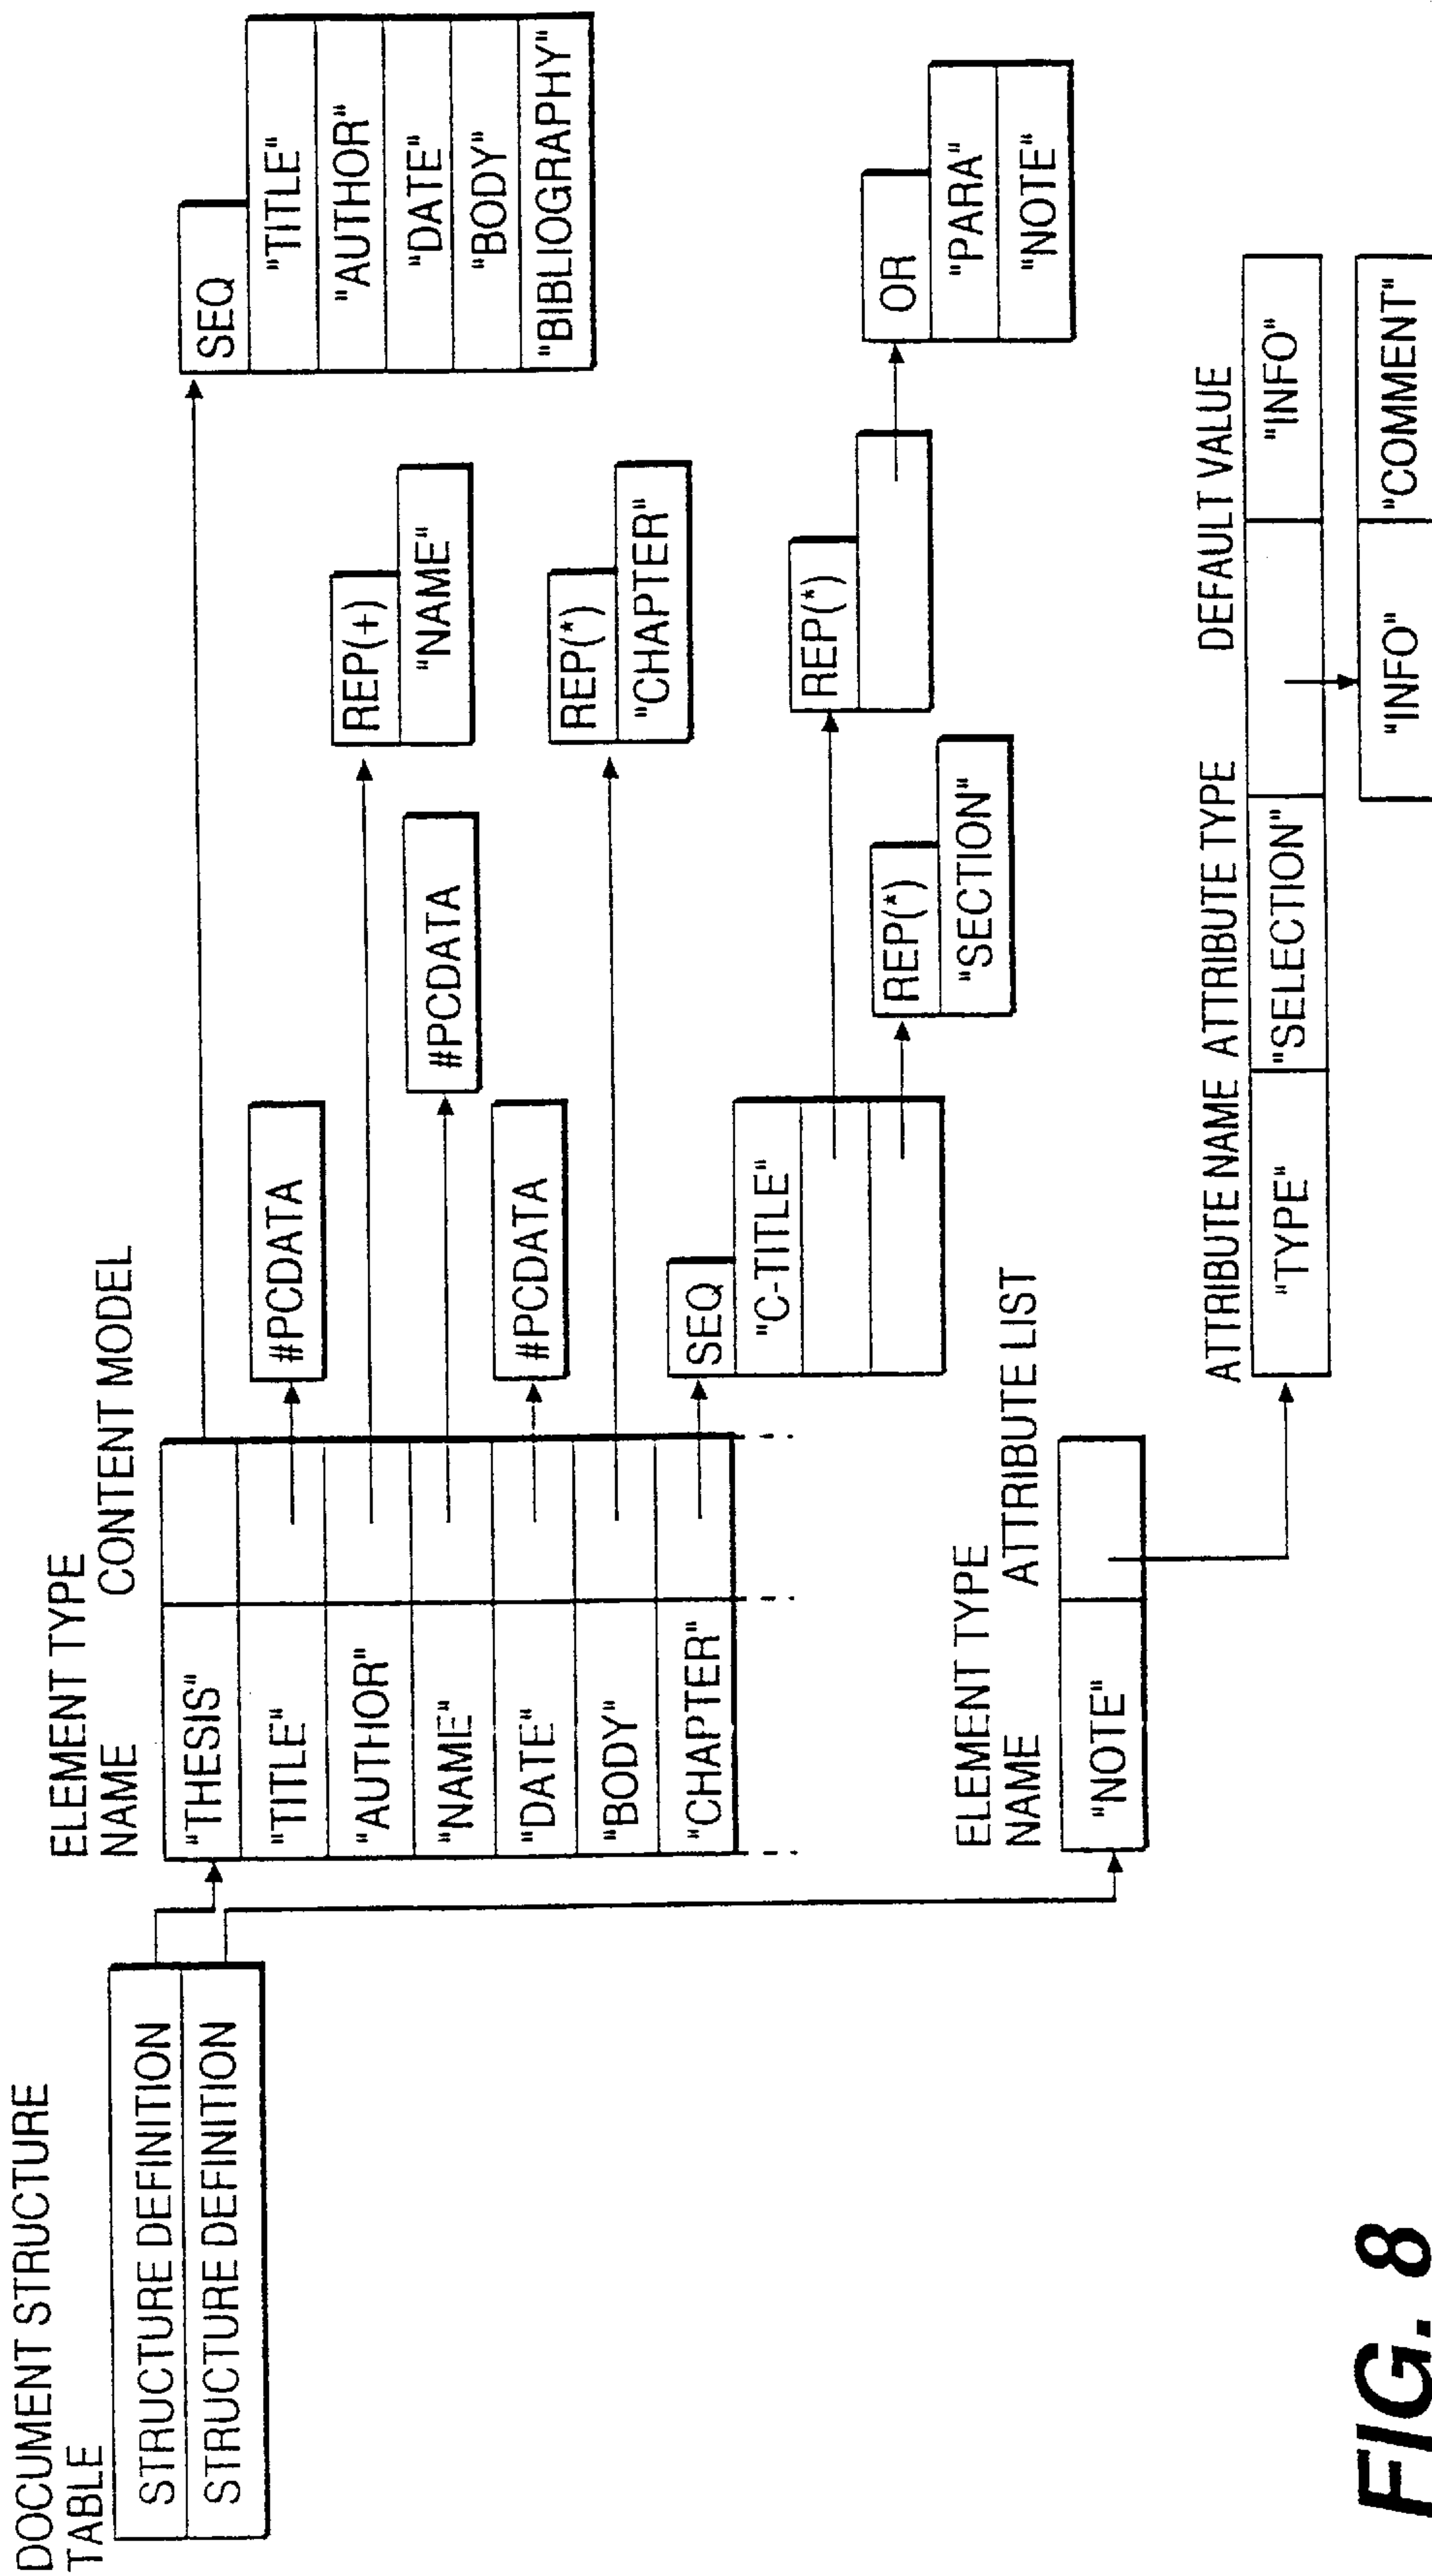 DOCUMENT STRUCTURE
TABLE
STRUCTURE DEFINITION
STRUCTURE DEFINITION
ELEMENT TYPE
NAME
CONTENT MODEL
"THESIS"
"TITLE"
"AUTHOR"
"NAME"
"DATE"
"BODY"
"CHAPTER"
SEQ
"TITLE"
"AUTHOR"
"DATE"
"BODY"
"BIBLIOGRAPHY"
#PCDATA
REP(+)
"NAME"
#PCDATA
#PCDATA
REP(*)
"CHAPTER"
SEQ
"C-TITLE"
REP(*)
OR
"PARA"
"NOTE"
REP(*)
"SECTION"
ELEMENT TYPE
NAME
ATTRIBUTE LIST
"NOTE"
ATTRIBUTE NAME ATTRIBUTE TYPE DEFAULT VALUE
"TYPE" "SELECTION" "INFO"
"INFO" "COMMENT"
FIG. 8